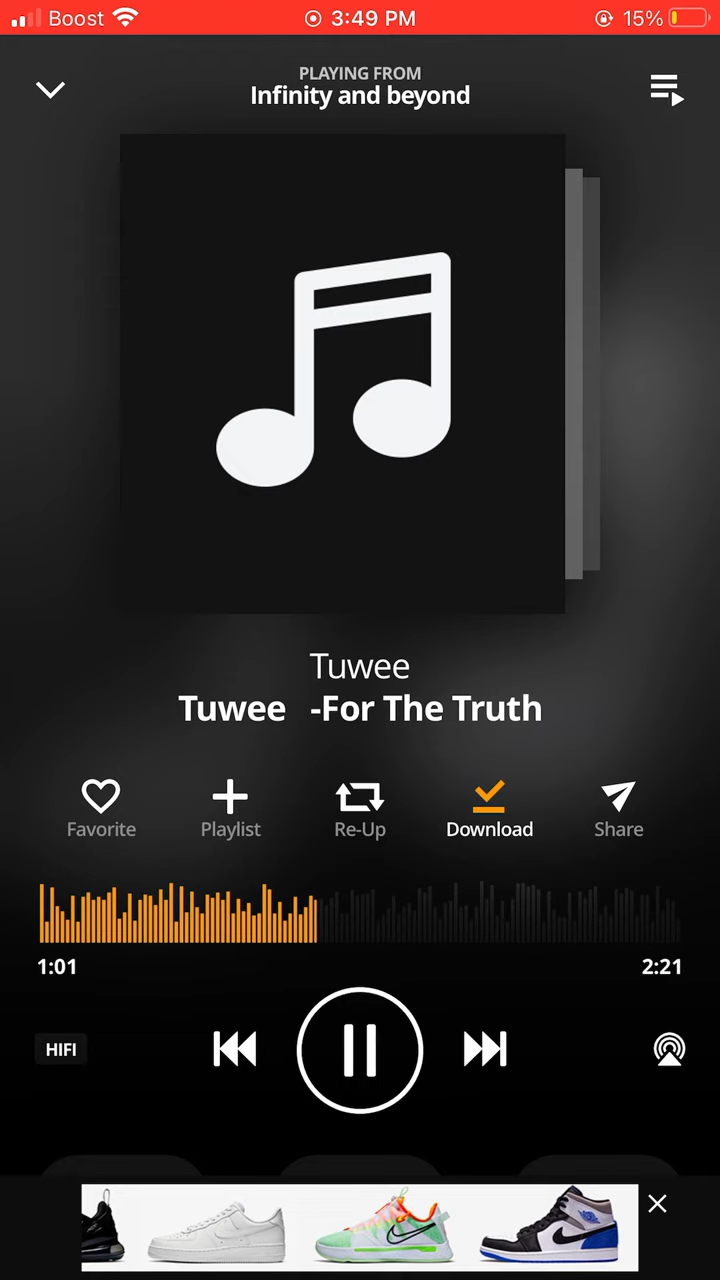 Boost 3:49 PM 15%
PLAYING FROM
Infinity and beyond
Tuwee
Tuwee -For The Truth
Favorite Playlist Re-Up Download Share
1:01 2:21
HIFI